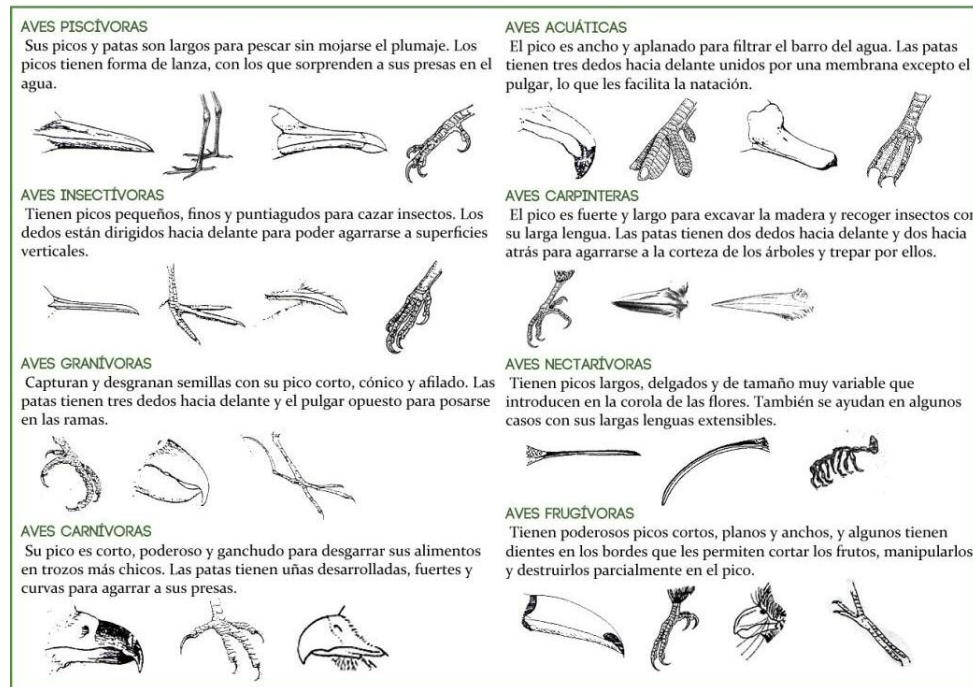 AVES PISCÍVORAS
Sus picos y patas son largos para pescar sin mojarse el plumaje. Los
picos tienen forma de lanza, con los que sorprenden a sus presas en el
agua.
AVES INSECTÍVORAS
Tienen picos pequeños, finos y puntiagudos para cazar insectos. Los
dedos están dirigidos hacia delante para poder agarrarse a superficies
verticales.
AVES GRANÍVORAS
Capturan y desgranan semillas con su pico corto, cónico y afilado. Las
patas tienen tres dedos hacia delante y el pulgar opuesto para posarse
en las ramas.
AVES CARNÍVORAS
Su pico es corto, poderoso y ganchudo para desgarrar sus alimentos
en trozos más chicos. Las patas tienen uñas desarrolladas, fuertes y
curvas para agarrar a sus presas.
AVES ACUÁTICAS
El pico es ancho y aplanado para filtrar el barro del agua. Las patas
tienen tres dedos hacia delante unidos por una membrana excepto el
pulgar, lo que les facilita la natación.
AVES CARPINTERAS
El pico es fuerte y largo para excavar la madera y recoger insectos con
su larga lengua. Las patas tienen dos dedos hacia delante y dos hacia
atrás para agarrarse a la corteza de los árboles y trepar por ellos.
AVES NECTARÍVORAS
Tienen picos largos, delgados y de tamaño muy variable que
introducen en la corola de las flores. También se ayudan en algunos
casos con sus largas lenguas extensibles.
AVES FRUGÍVORAS
Tienen poderosos picos cortos, planos y anchos, y algunos tienen
dientes en los bordes que les permiten cortar los frutos, manipularlos
y destruirlos parcialmente en el pico.